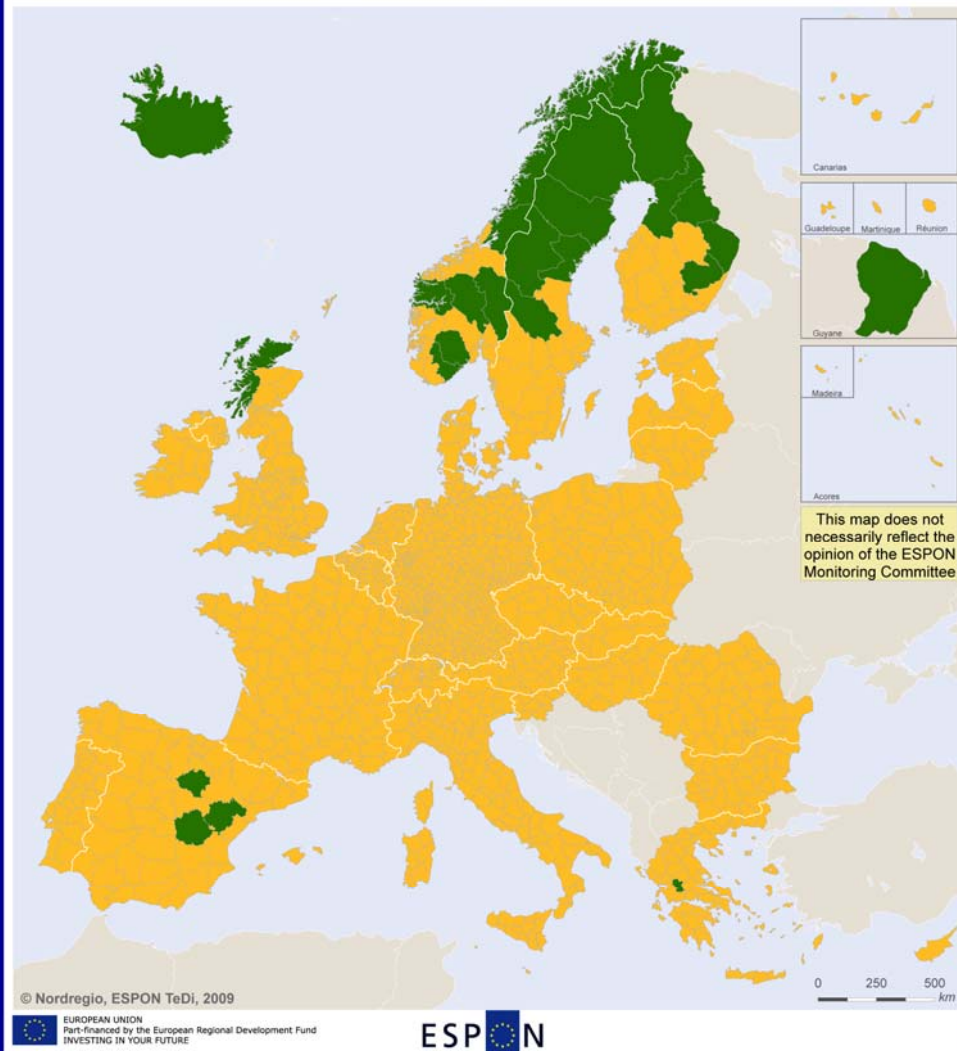 Canarias
Guadeloupe
Martinique
Réunion
Guyane
Madeira
Acores
This map does not
necessarily reflect the
opinion of the ESPON
Monitoring Committee
0 250 500
km
© Nordregio, ESPON TeDi, 2009
EUROPEAN UNION
Part-financed by the European Regional Development Fund
INVESTING IN YOUR FUTURE
ESPON